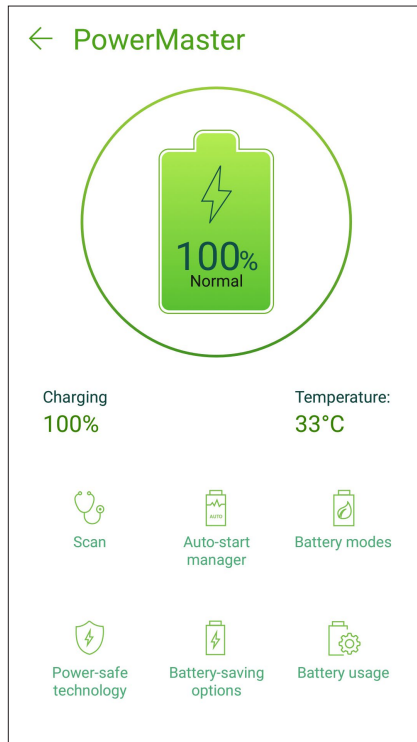 PowerMaster
100%
Normal
Charging
100%
Temperature:
33°C
Scan
AUTO
Auto-start
manager
Battery modes
Power-safe
technology
Battery-saving
options
Battery usage